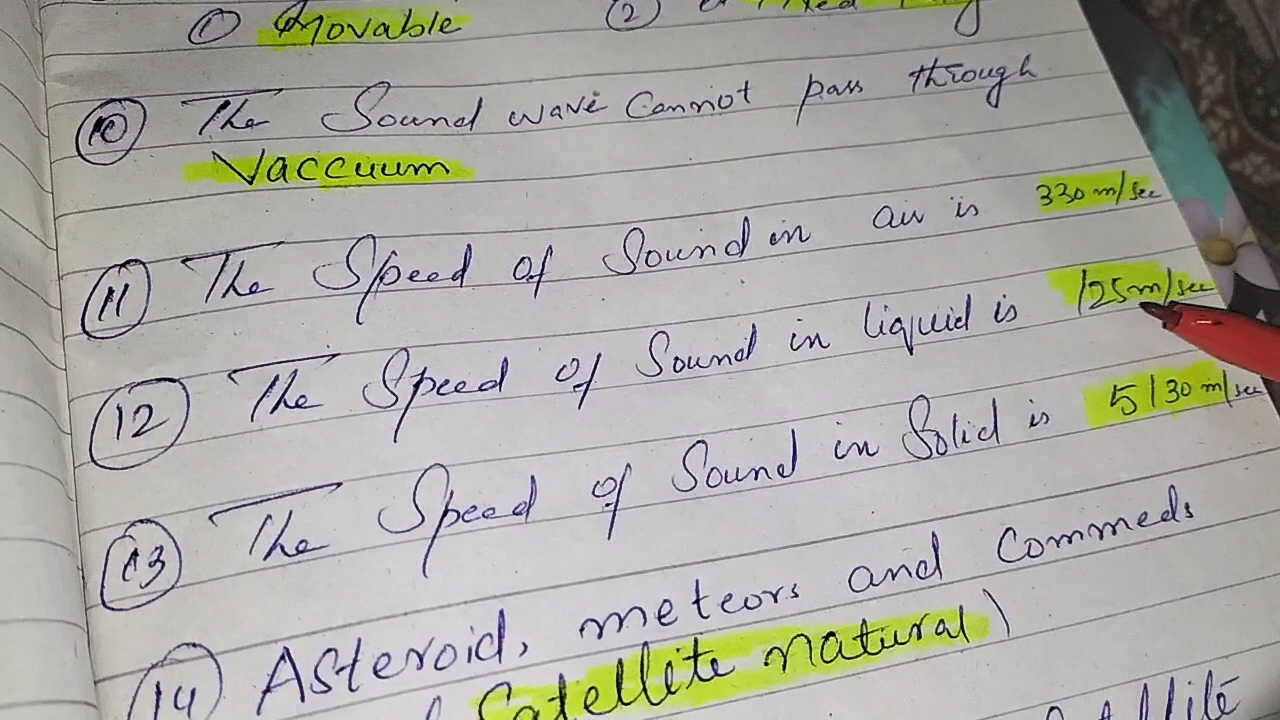 ① Movable ②
⑩ The Sound wave Cannot pass through
Vaccuum
⑪ The Speed of Sound in air is 330 m/sec
⑫ The Speed of Sound in liquid is 125m/sec
⑬ The Speed of Sound in Solid is 5130 m/sec
⑭ Asteroid, meteors and Commeds
Satellite natural)